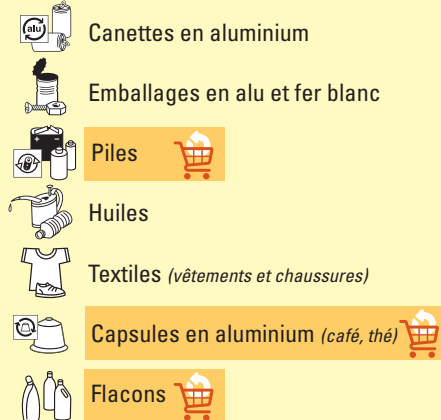 alu
Canettes en aluminium
Emballages en alu et fer blanc
Piles
Huiles
Textiles (vêtements et chaussures)
Capsules en aluminium (café, thé)
Flacons